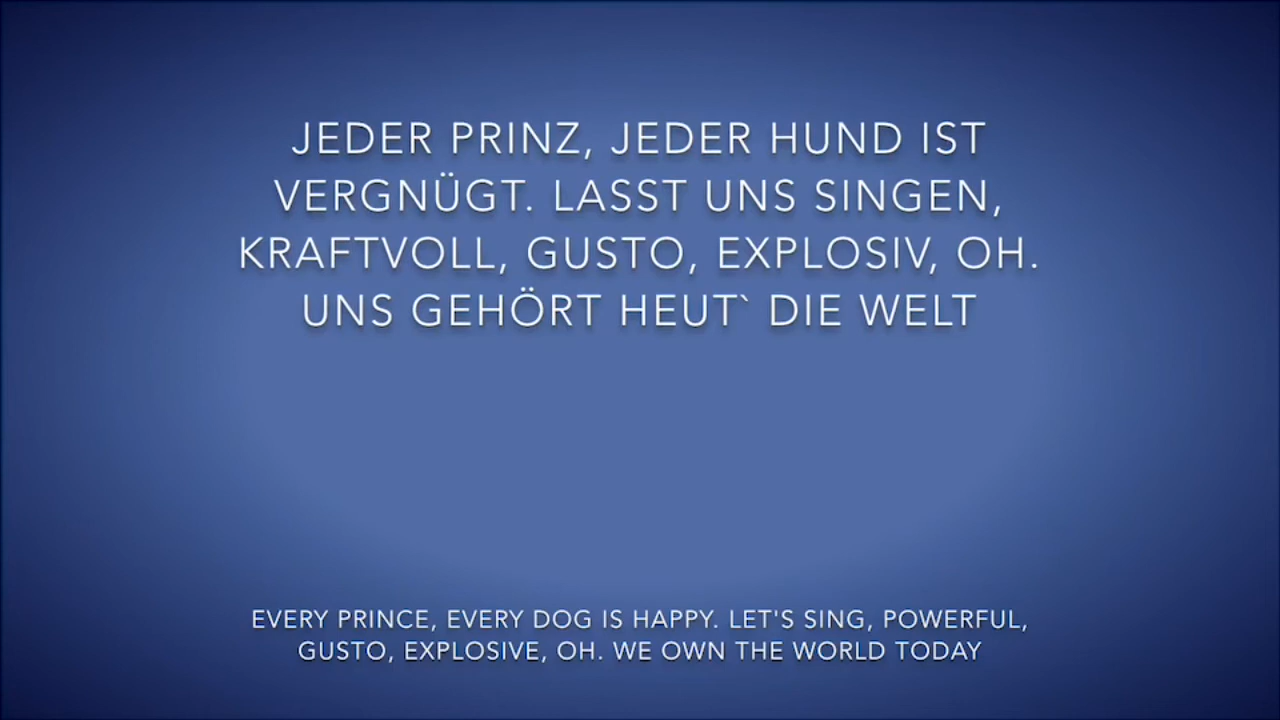 JEDER PRINZ, JEDER HUND IST
VERGNÜGT. LASST UNS SINGEN,
KRAFTVOLL, GUSTO, EXPLOSIV, OH.
UNS GEHÖRT HEUT` DIE WELT
EVERY PRINCE, EVERY DOG IS HAPPY. LET'S SING, POWERFUL,
GUSTO, EXPLOSIVE, OH. WE OWN THE WORLD TODAY